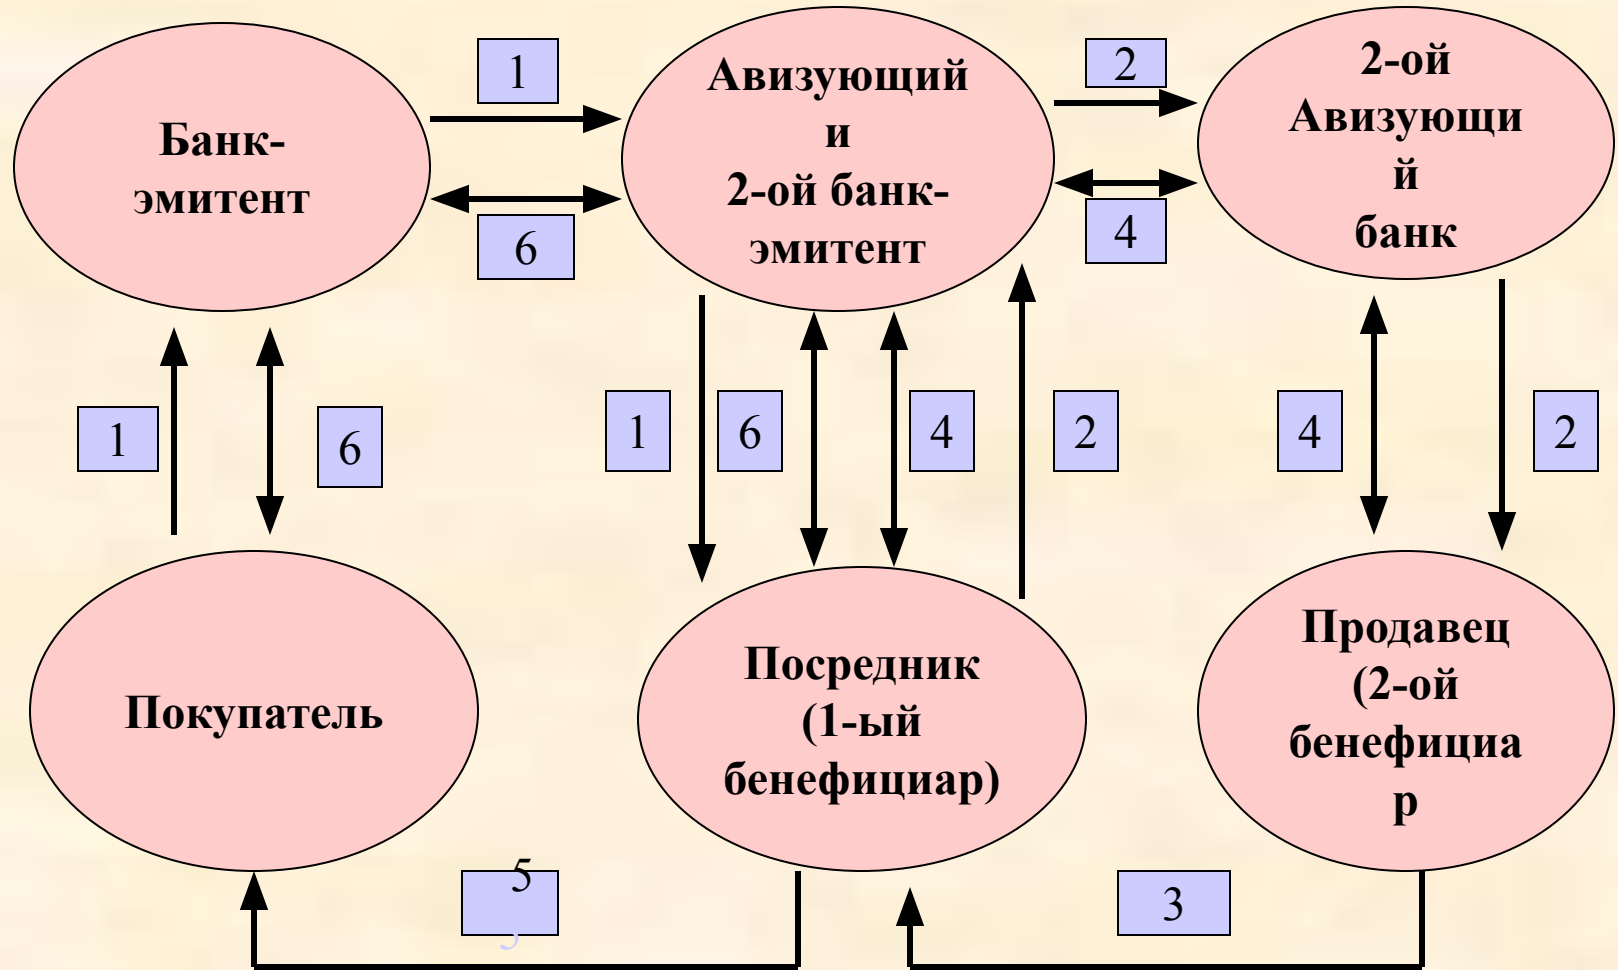 1
2
Банк-
эмитент
Авизующий
и
2-ой банк-
эмитент
2-ой
Авизующи
й
банк
6
4
1
6
1
6
4
2
4
2
Покупатель
Посредник
(1-ый
бенефициар)
Продавец
(2-ой
бенефициа
р
5
5
3